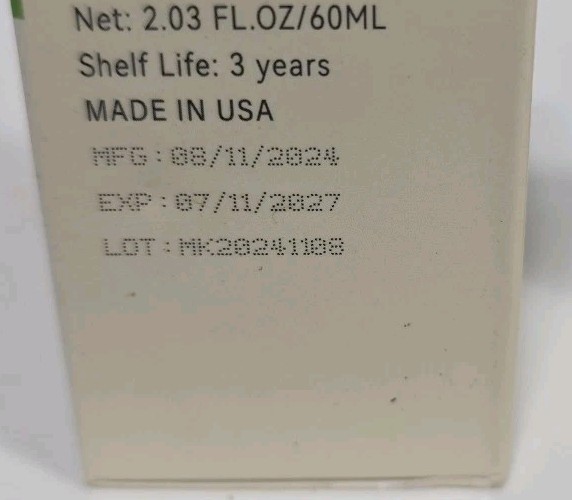 Net: 2.03 FL.OZ/60ML
Shelf Life: 3 years
MADE IN USA
MFG:08/11/2024
EXP:07/11/2027
LOT:MK20241108